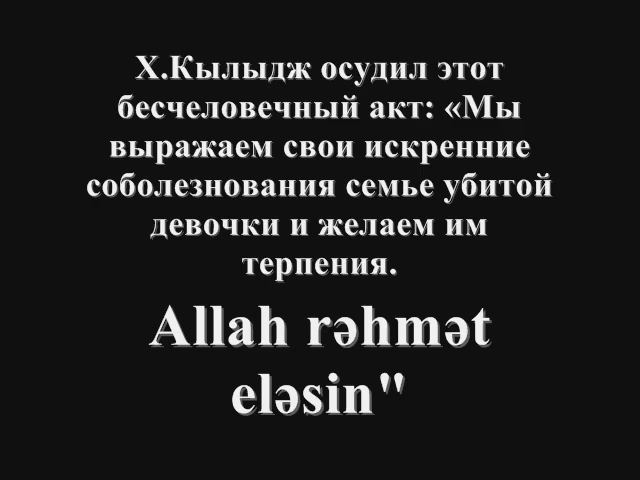 Х.Кылыдж осудил этот
бесчеловечный акт: «Мы
выражаем свои искренние
соболезнования семье убитой
девочки и желаем им
терпения.
Allah rəhmət
eləsin"